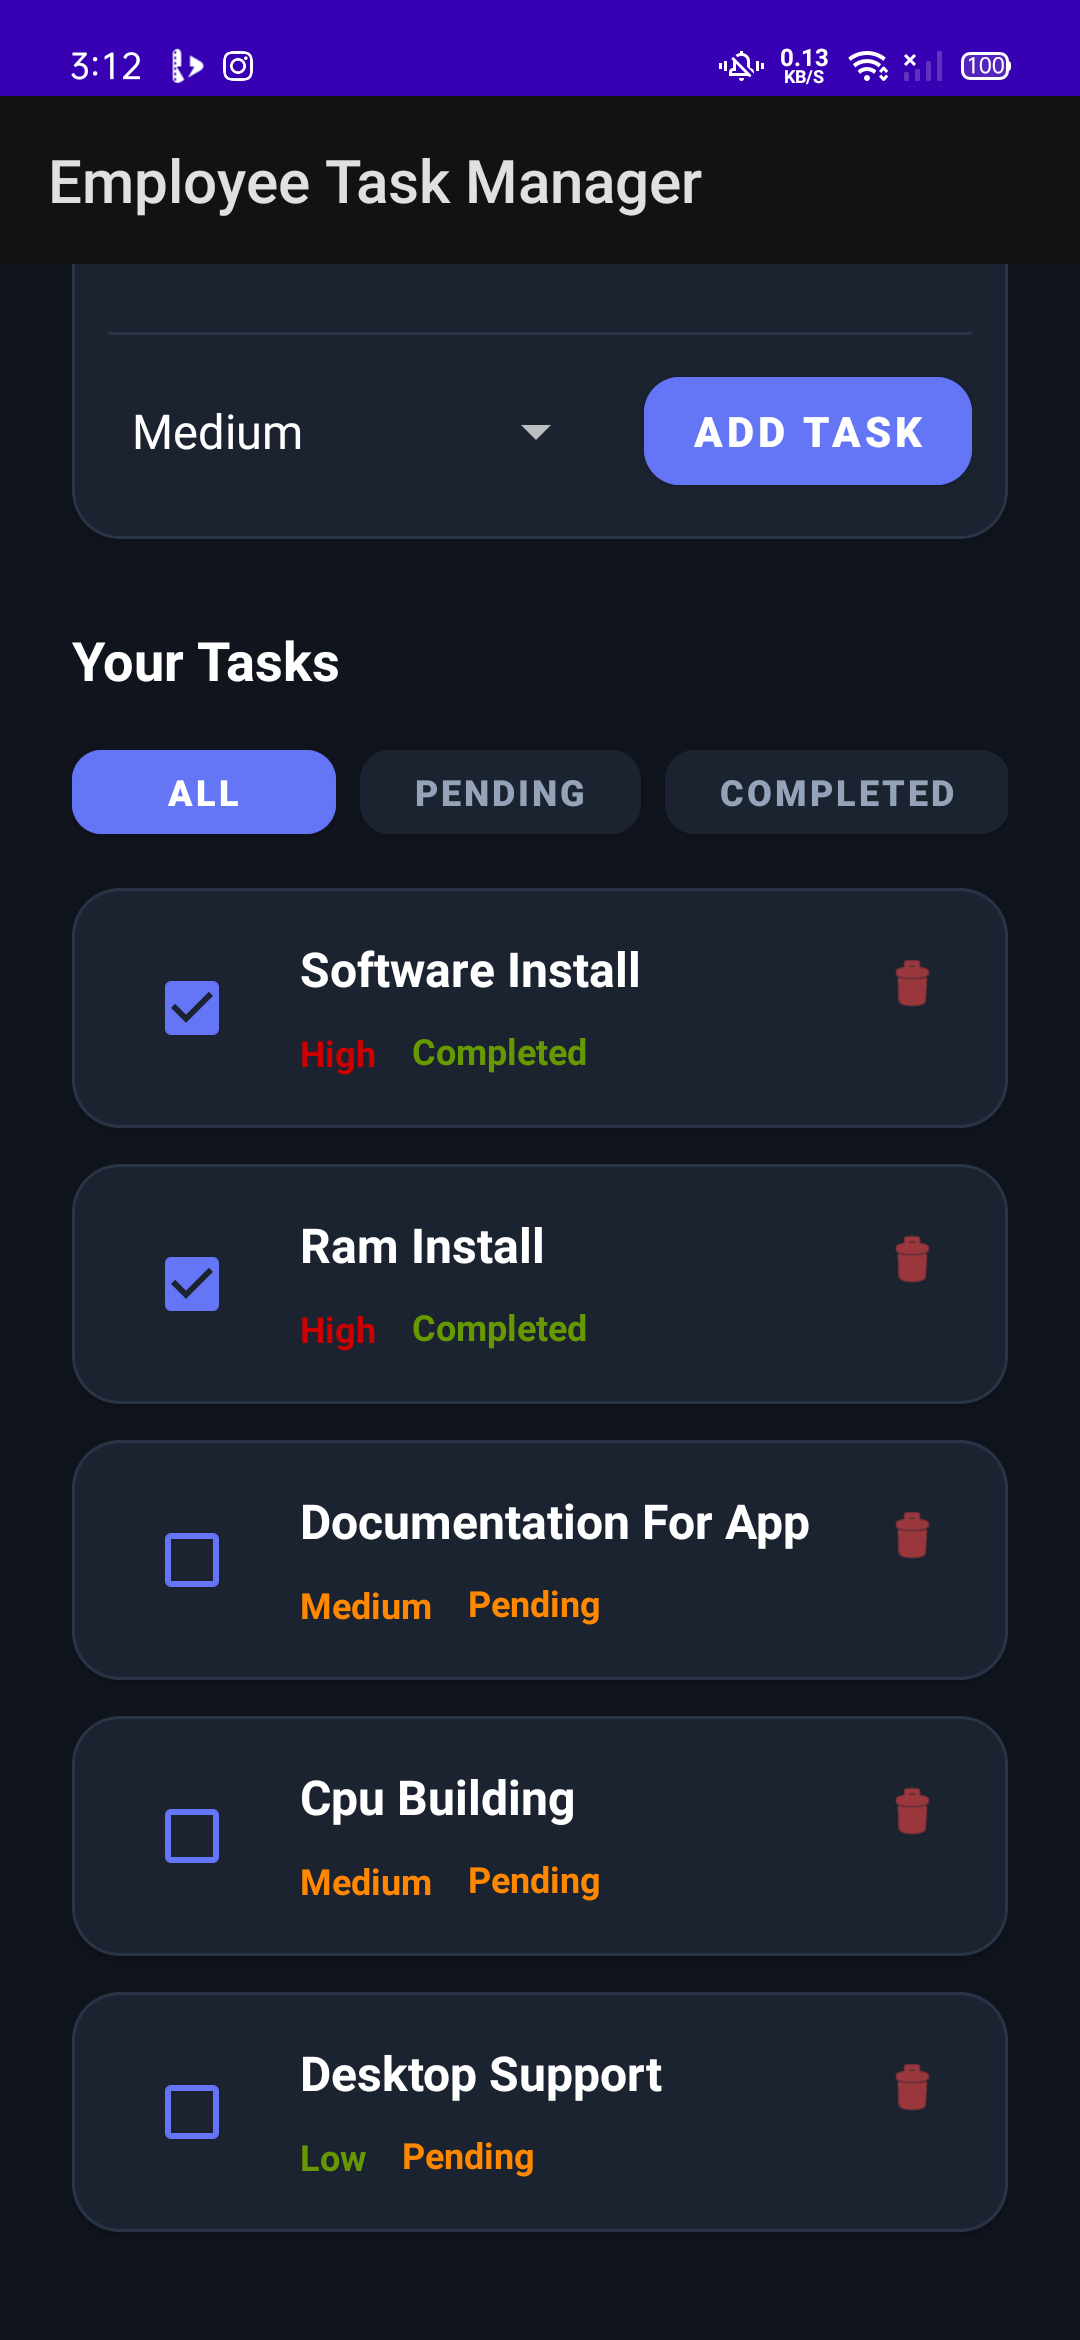 3:12
0.13
KB/S
100
Employee Task Manager
Medium
ADD TASK
Your Tasks
ALL PENDING COMPLETED
Software Install
High Completed
Ram Install
High Completed
Documentation For App
Medium Pending
Cpu Building
Medium Pending
Desktop Support
Low Pending